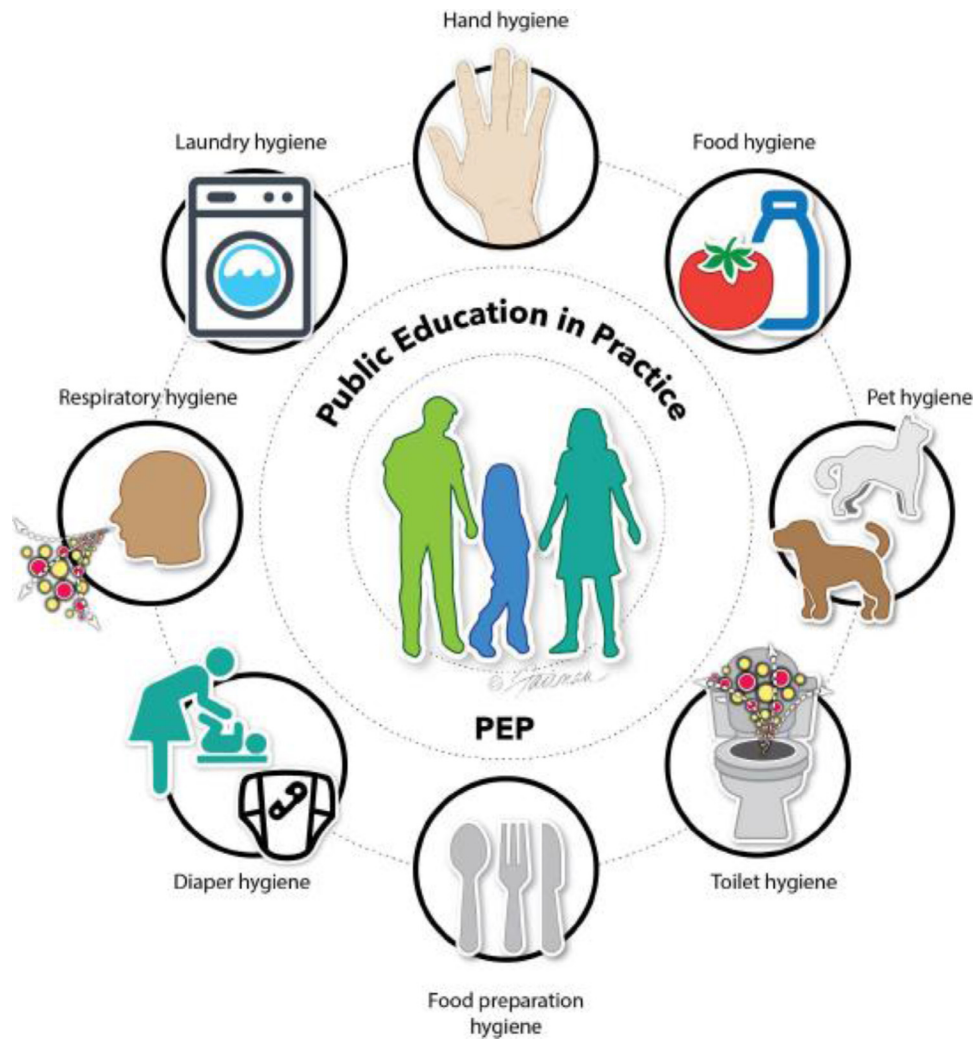 Hand hygiene
Laundry hygiene
Food hygiene
Public Education in Practice
Respiratory hygiene
Pet hygiene
PEP
Diaper hygiene
Toilet hygiene
Food preparation
hygiene